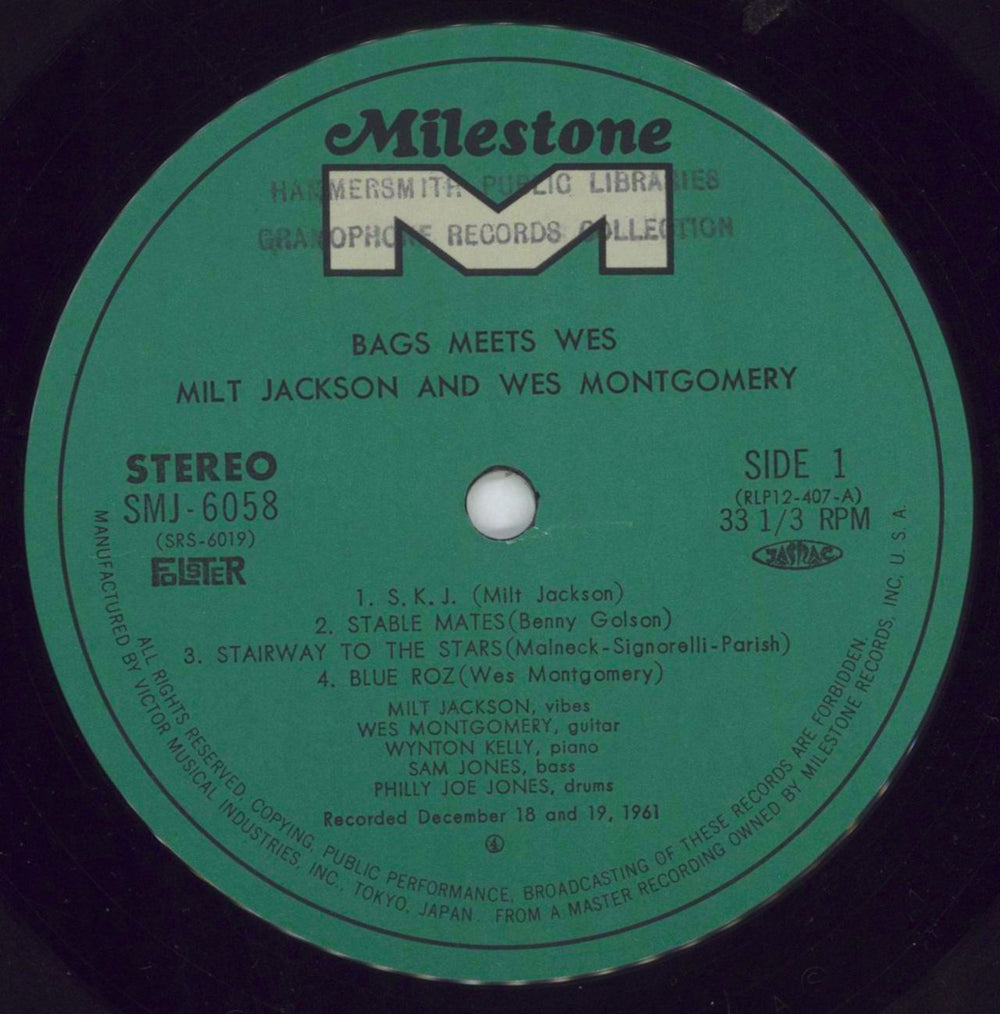 Milestone
HAMMERSMITH PUBLIC LIBRARIES
GRAMOPHONE RECORDS COLLECTION
BAGS MEETS WES
MILT JACKSON AND WES MONTGOMERY
STEREO
SMJ-6058
(SRS-6019)
SIDE 1
(RLP12-407-A)
33 1/3 RPM
JASRAC
1. S. K. J. (Milt Jackson)
2. STABLE MATES(Benny Golson)
3. STAIRWAY TO THE STARS(Malneck-Signorelli-Parish)
4. BLUE ROZ(Wes Montgomery)
MILT JACKSON, vibes
WES MONTGOMERY, guitar
WYNTON KELLY, piano
SAM JONES, bass
PHILLY JOE JONES, drums
Recorded December 18 and 19, 1961
4
ALL RIGHTS RESERVED. COPYING, PUBLIC PERFORMANCE, BROADCASTING OF THESE RECORDS ARE FORBIDDEN.
MANUFACTURED BY VICTOR MUSICAL INDUSTRIES, INC., TOKYO, JAPAN. FROM A MASTER RECORDING OWNED BY MILESTONE RECORDS, INC, U. S. A.